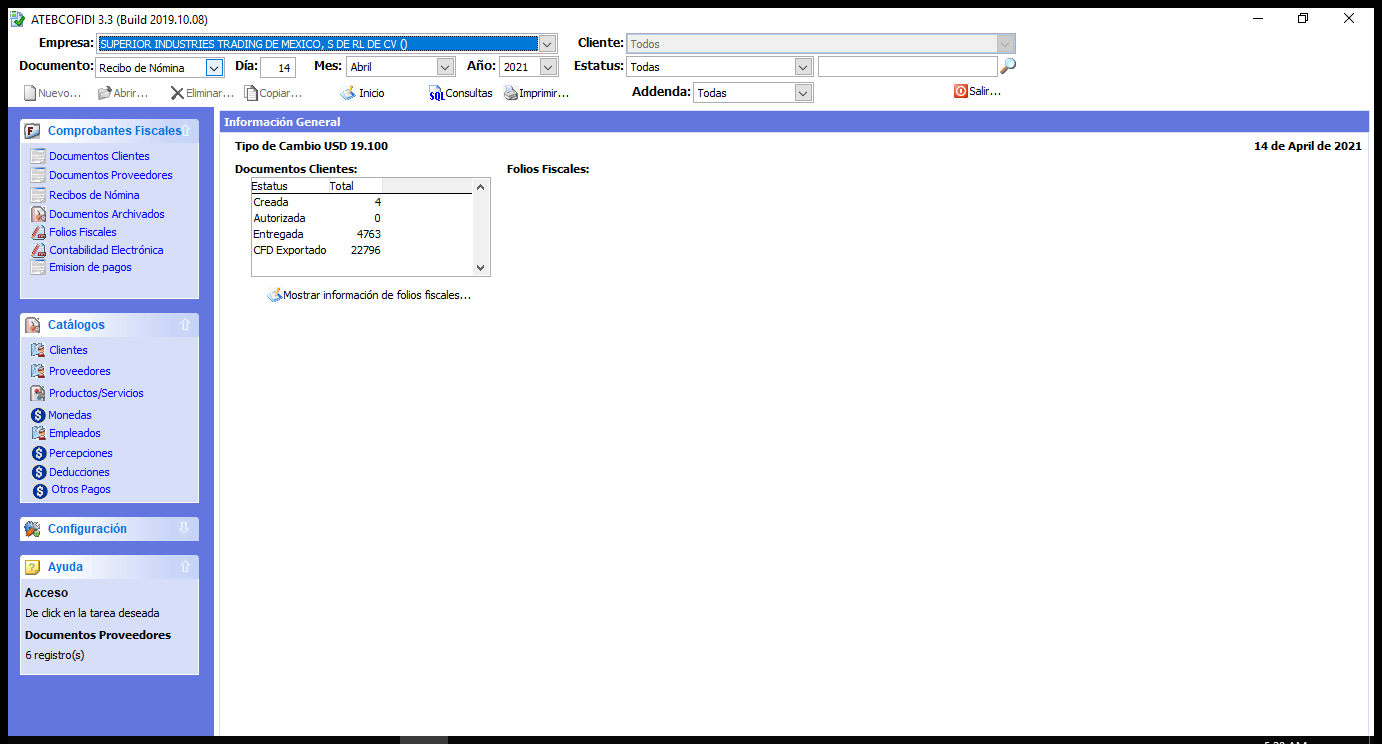 ATEBCOFIDI 3.3 (Build 2019.10.08)
Empresa: SUPERIOR INDUSTRIES TRADING DE MEXICO, S DE RL DE CV () Cliente: Todos
Documento: Recibo de Nómina Día: 14 Mes: Abril Año: 2021 Estatus: Todas
Nuevo... Abrir... Eliminar... Copiar... Inicio SQL Consultas Imprimir... Addenda: Todas Salir...
Comprobantes Fiscales
Documentos Clientes
Documentos Proveedores
Recibos de Nómina
Documentos Archivados
Folios Fiscales
Contabilidad Electrónica
Emision de pagos
Catálogos
Clientes
Proveedores
Productos/Servicios
Monedas
Empleados
Percepciones
Deducciones
Otros Pagos
Configuración
Ayuda
Acceso
De click en la tarea deseada
Documentos Proveedores
6 registro(s)
Información General
Tipo de Cambio USD 19.100 14 de April de 2021
Documentos Clientes: Folios Fiscales:
Estatus Total
Creada 4
Autorizada 0
Entregada 4763
CFD Exportado 22796
Mostrar información de folios fiscales...